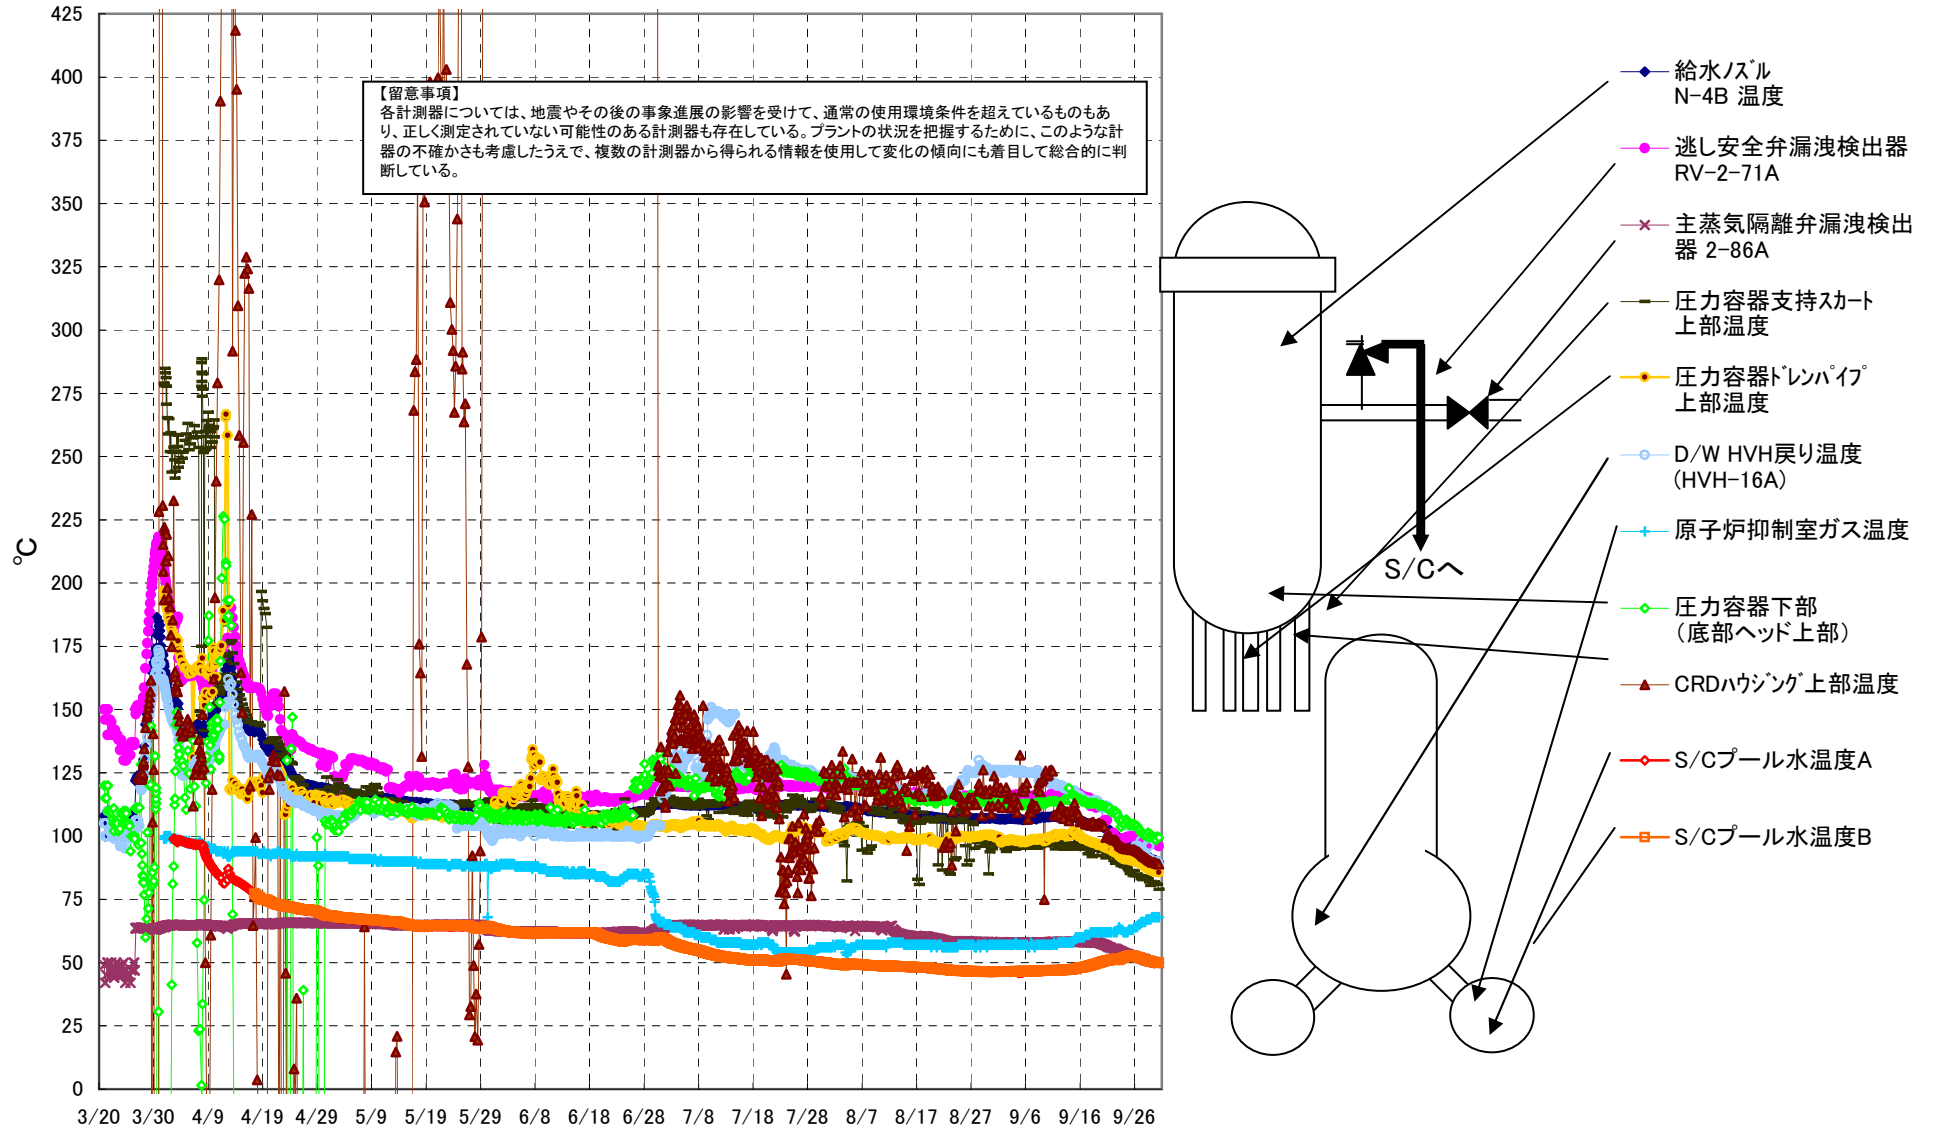 425
400
375
350
325
300
275
250
225
200
175
150
125
100
75
50
25
0
℃
3/20 3/30 4/9 4/19 4/29 5/9 5/19 5/29 6/8 6/18 6/28 7/8 7/18 7/28 8/7 8/17 8/27 9/6 9/16 9/26
【留意事項】
各計測器については、地震やその後の事象進展の影響を受けて、通常の使用環境条件を超えているものもあ
り、正しく測定されていない可能性のある計測器も存在している。プラントの状況を把握するために、このような計
器の不確かさも考慮したうえで、複数の計測器から得られる情報を使用して変化の傾向にも着目して総合的に判
断している。
S/Cへ
給水ﾉｽﾞﾙ
N-4B 温度
逃し安全弁漏洩検出器
RV-2-71A
主蒸気隔離弁漏洩検出
器 2-86A
圧力容器支持ｽｶｰﾄ
上部温度
圧力容器ﾄﾞﾚﾝﾊﾟｲﾌﾟ
上部温度
D/W HVH戻り温度
(HVH-16A)
原子炉抑制室ガス温度
圧力容器下部
（底部ヘッド上部）
CRDﾊｳｼﾞﾝｸﾞ上部温度
S/Cプール水温度A
S/Cプール水温度B